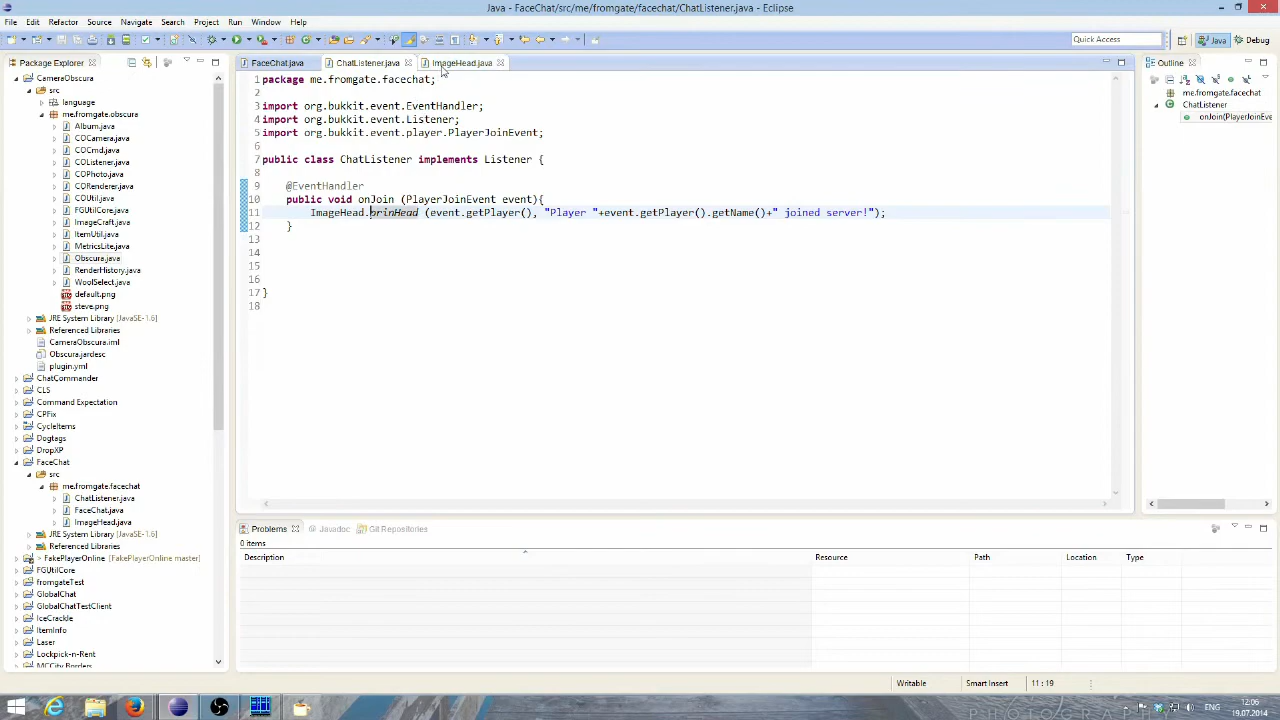 Java - FaceChat/src/me/fromgate/facechat/ChatListener.java - Eclipse
File Edit Refactor Source Navigate Search Project Run Window Help
Quick Access
Java
Debug
Package Explorer
FaceChat.java
ChatListener.java
ImageHead.java
Outline
CameraObscura
src
language
me.fromgate.obscura
Album.java
COCamera.java
COCmd.java
COListener.java
COPhoto.java
CORenderer.java
COUtil.java
FGUtilCore.java
ImageCraft.java
ItemUtil.java
MetricsLite.java
Obscura.java
RenderHistory.java
WoolSelect.java
default.png
steve.png
JRE System Library [JavaSE-1.6]
Referenced Libraries
CameraObscura.iml
Obscura.jardesc
plugin.yml
ChatCommander
CLS
Command Expectation
CPFix
CycleItems
Dogtags
DropXP
FaceChat
src
me.fromgate.facechat
ChatListener.java
FaceChat.java
ImageHead.java
JRE System Library [JavaSE-1.6]
Referenced Libraries
> FakePlayerOnline [FakePlayerOnline master]
FGUtilCore
fromgateTest
GlobalChat
GlobalChatTestClient
IceCrackle
ItemInfo
Laser
Lockpick-n-Rent
MCCity Borders
1 package me.fromgate.facechat;
2
3 import org.bukkit.event.EventHandler;
4 import org.bukkit.event.Listener;
5 import org.bukkit.event.player.PlayerJoinEvent;
6
7 public class ChatListener implements Listener {
8
9 @EventHandler
10 public void onJoin (PlayerJoinEvent event){
11 ImageHead.prinHead (event.getPlayer(), "Player "+event.getPlayer().getName()+" joined server!");
12 }
13
14
15
16
17 }
18
me.fromgate.facechat
ChatListener
onJoin(PlayerJoinEve
Problems
Javadoc
Git Repositories
0 items
Description Resource Path Location Type
Writable Smart Insert 11 : 19
ENG
12:06
19.07.2014